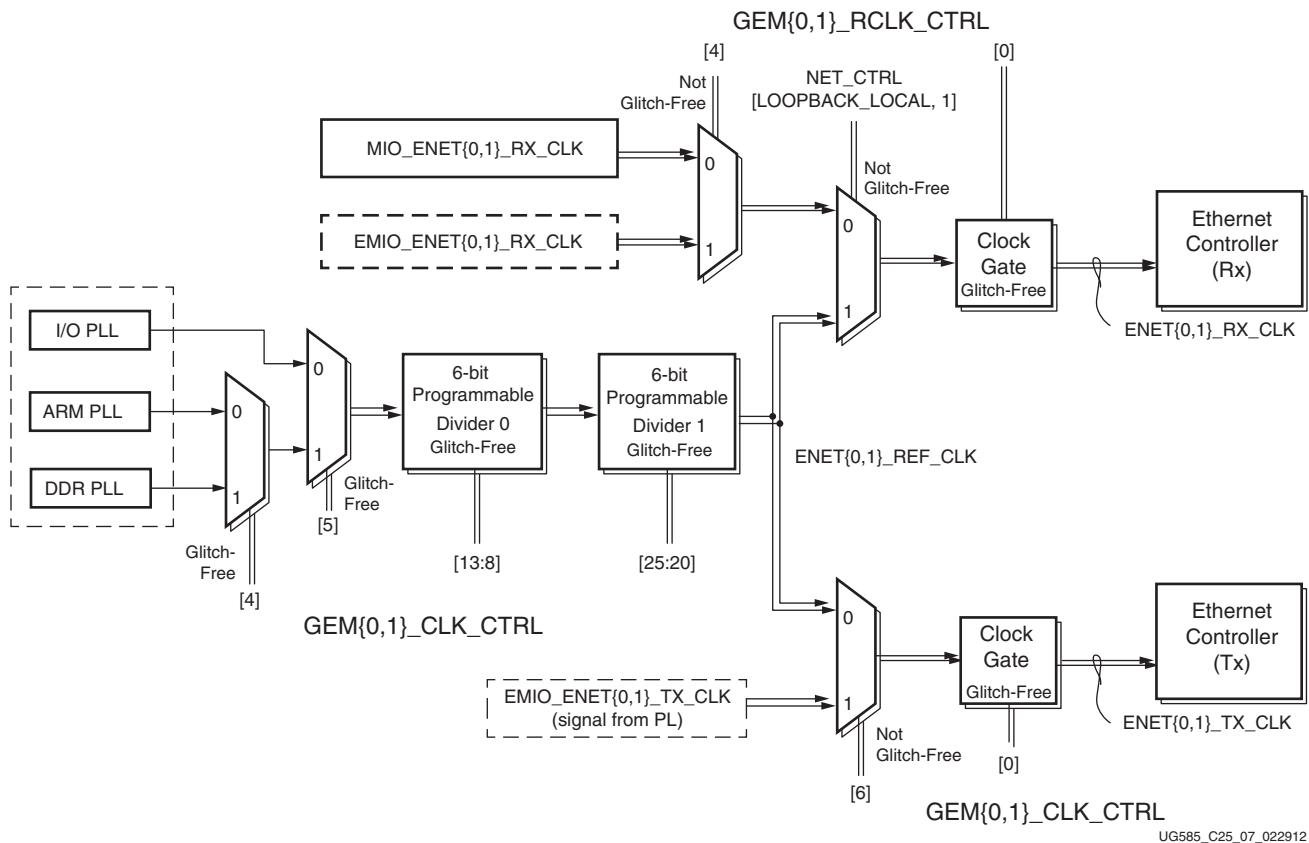 GEM{0,1}_RCLK_CTRL
[4]
[0]
Not
Glitch-Free
NET_CTRL
[LOOPBACK_LOCAL, 1]
MIO_ENET{0,1}_RX_CLK
0
Not
Glitch-Free
EMIO_ENET{0,1}_RX_CLK
1
0
Clock
Gate
Glitch-Free
Ethernet
Controller
(Rx)
1
ENET{0,1}_RX_CLK
I/O PLL
0
ARM PLL
0
DDR PLL
1
1
6-bit
Programmable
Divider 0
Glitch-Free
6-bit
Programmable
Divider 1
Glitch-Free
ENET{0,1}_REF_CLK
Glitch-
Free
[5]
Glitch-
Free
[4]
[13:8]
[25:20]
GEM{0,1}_CLK_CTRL
0
Clock
Gate
Glitch-Free
Ethernet
Controller
(Tx)
EMIO_ENET{0,1}_TX_CLK
(signal from PL)
1
ENET{0,1}_TX_CLK
Not
Glitch-Free
[0]
[6]
GEM{0,1}_CLK_CTRL
UG585_C25_07_022912